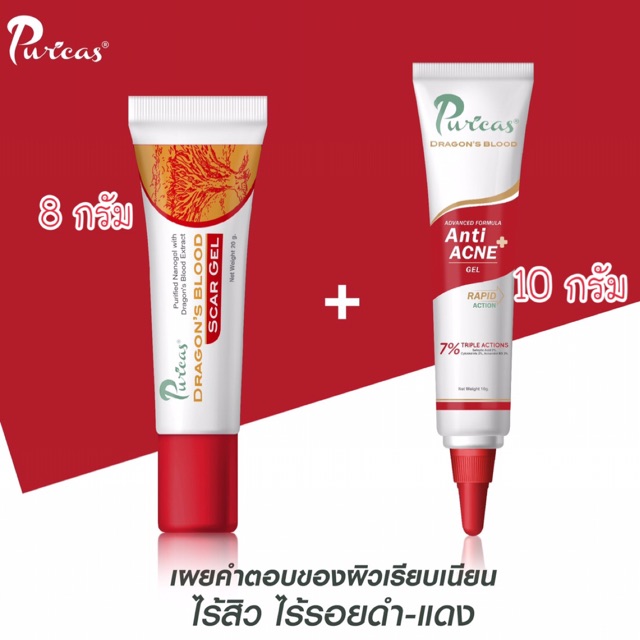 Puricas®
8 กรัม
Purified Nanogel with
Dragon's Blood Extract
Puricas
DRAGON'S BLOOD
SCAR GEL
Net Weight 20 g.
+
Puricas®
DRAGON'S BLOOD
ADVANCED FORMULA
Anti+
ACNE
GEL
10 กรัม
RAPID
ACTION
7% TRIPLE ACTIONS
เผยคำตอบของผิวเรียบเนียน
ไร้สิว ไร้รอยดำ-แดง